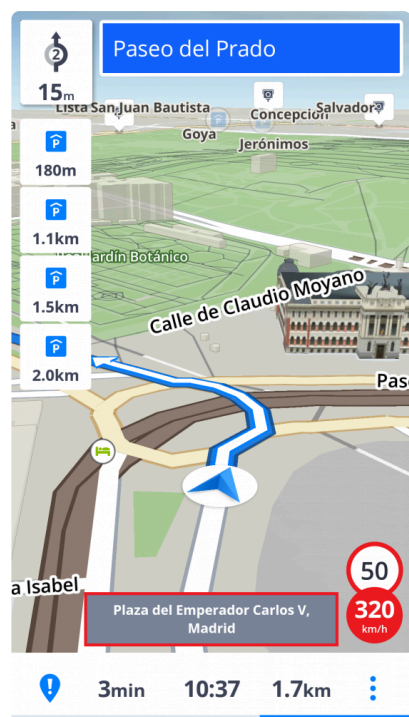 2
Paseo del Prado
15m
Lista San Juan Bautista
Concepción
Salvador
a
Goya
Jerónimos
P
180m
P
1.1km
Jardín Botánico
P
1.5km
Calle de Claudio Moyano
P
2.0km
Pas
50
a Isabel
320
km/h
Plaza del Emperador Carlos V,
Madrid
3min 10:37 1.7km